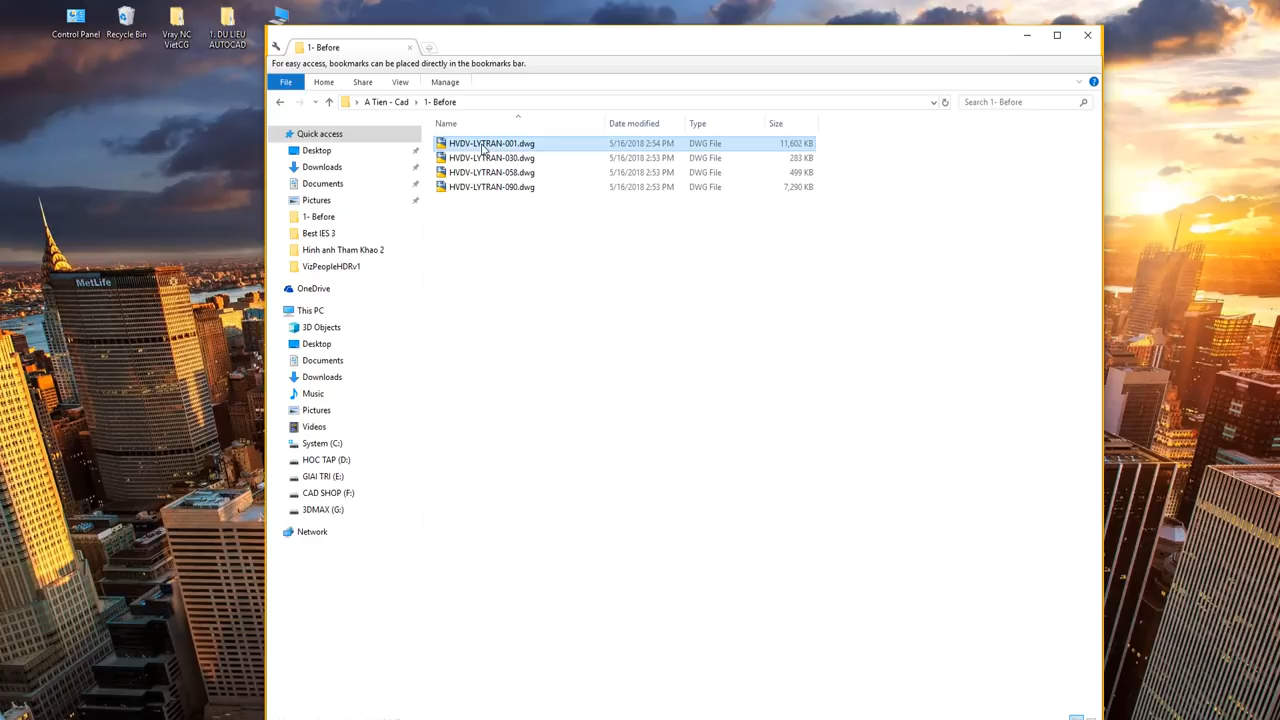 Control Panel
Recycle Bin
Vray NC
VietCG
1. DU LIEU
AUTOCAD
1- Before
For easy access, bookmarks can be placed directly in the bookmarks bar.
File Home Share View Manage
A Tien - Cad 1- Before
Search 1- Before
Name Date modified Type Size
HVDV-LYTRAN-001.dwg 5/16/2018 2:54 PM DWG File 11,602 KB
HVDV-LYTRAN-030.dwg 5/16/2018 2:53 PM DWG File 283 KB
HVDV-LYTRAN-058.dwg 5/16/2018 2:53 PM DWG File 499 KB
HVDV-LYTRAN-090.dwg 5/16/2018 2:53 PM DWG File 7,290 KB
Quick access
Desktop
Downloads
Documents
Pictures
1- Before
Best IES 3
Hinh anh Tham Khao 2
VizPeopleHDRv1
OneDrive
This PC
3D Objects
Desktop
Documents
Downloads
Music
Pictures
Videos
System (C:)
HOC TAP (D:)
GIAI TRI (E:)
CAD SHOP (F:)
3DMAX (G:)
Network
MetLife